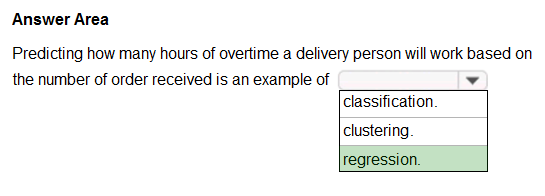 Answer Area
Predicting how many hours of overtime a delivery person will work based on
the number of order received is an example of
classification.
clustering.
regression.